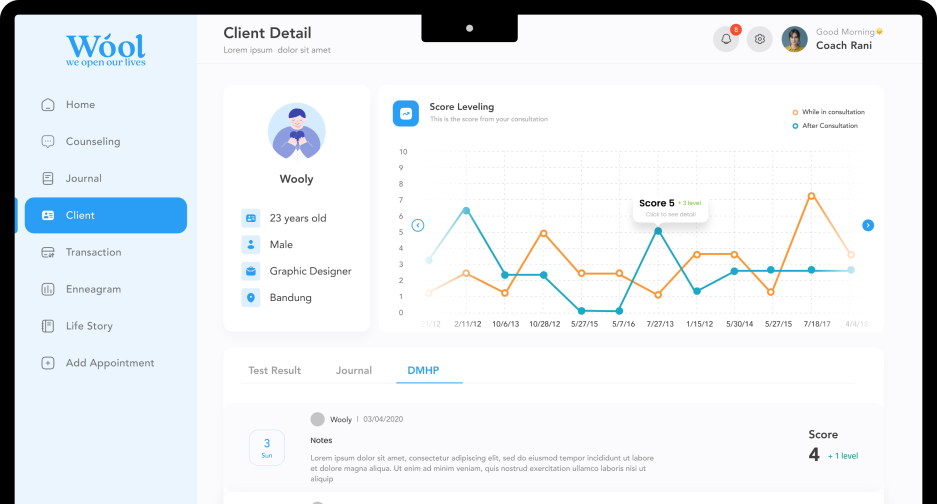 Wóol
we open our lives
Home
Counseling
Journal
Client
Transaction
Enneagram
Life Story
Add Appointment
Client Detail
Lorem ipsum dolor sit amet
8
Good Morning
Coach Rani
Wooly
23 years old
Male
Graphic Designer
Bandung
Score Leveling
This is the score from your consultation
While in consultation
After Consultation
10
9
8
7
6
5
4
3
2
1
0
Score 5 + 3 level
Click to see detail
21/12 2/11/12 10/6/13 10/28/12 5/27/15 5/7/16 7/27/13 1/15/12 5/30/14 5/27/15 7/18/17 4/4/
Test Result Journal DMHP
3
Sun
Wooly | 03/04/2020
Notes
Lorem ipsum dolor sit amet, consectetur adipiscing elit, sed do eiusmod tempor incididunt ut labore
et dolore magna aliqua. Ut enim ad minim veniam, quis nostrud exercitation ullamco laboris nisi ut
aliquip
Score
4 + 1 level